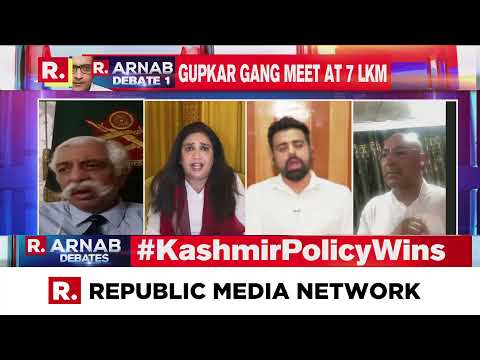 R. ARNAB
DEBATE 1
GUPKAR GANG MEET AT 7 LKM
R. ARNAB
DEBATES
#KashmirPolicyWins
R. REPUBLIC MEDIA NETWORK